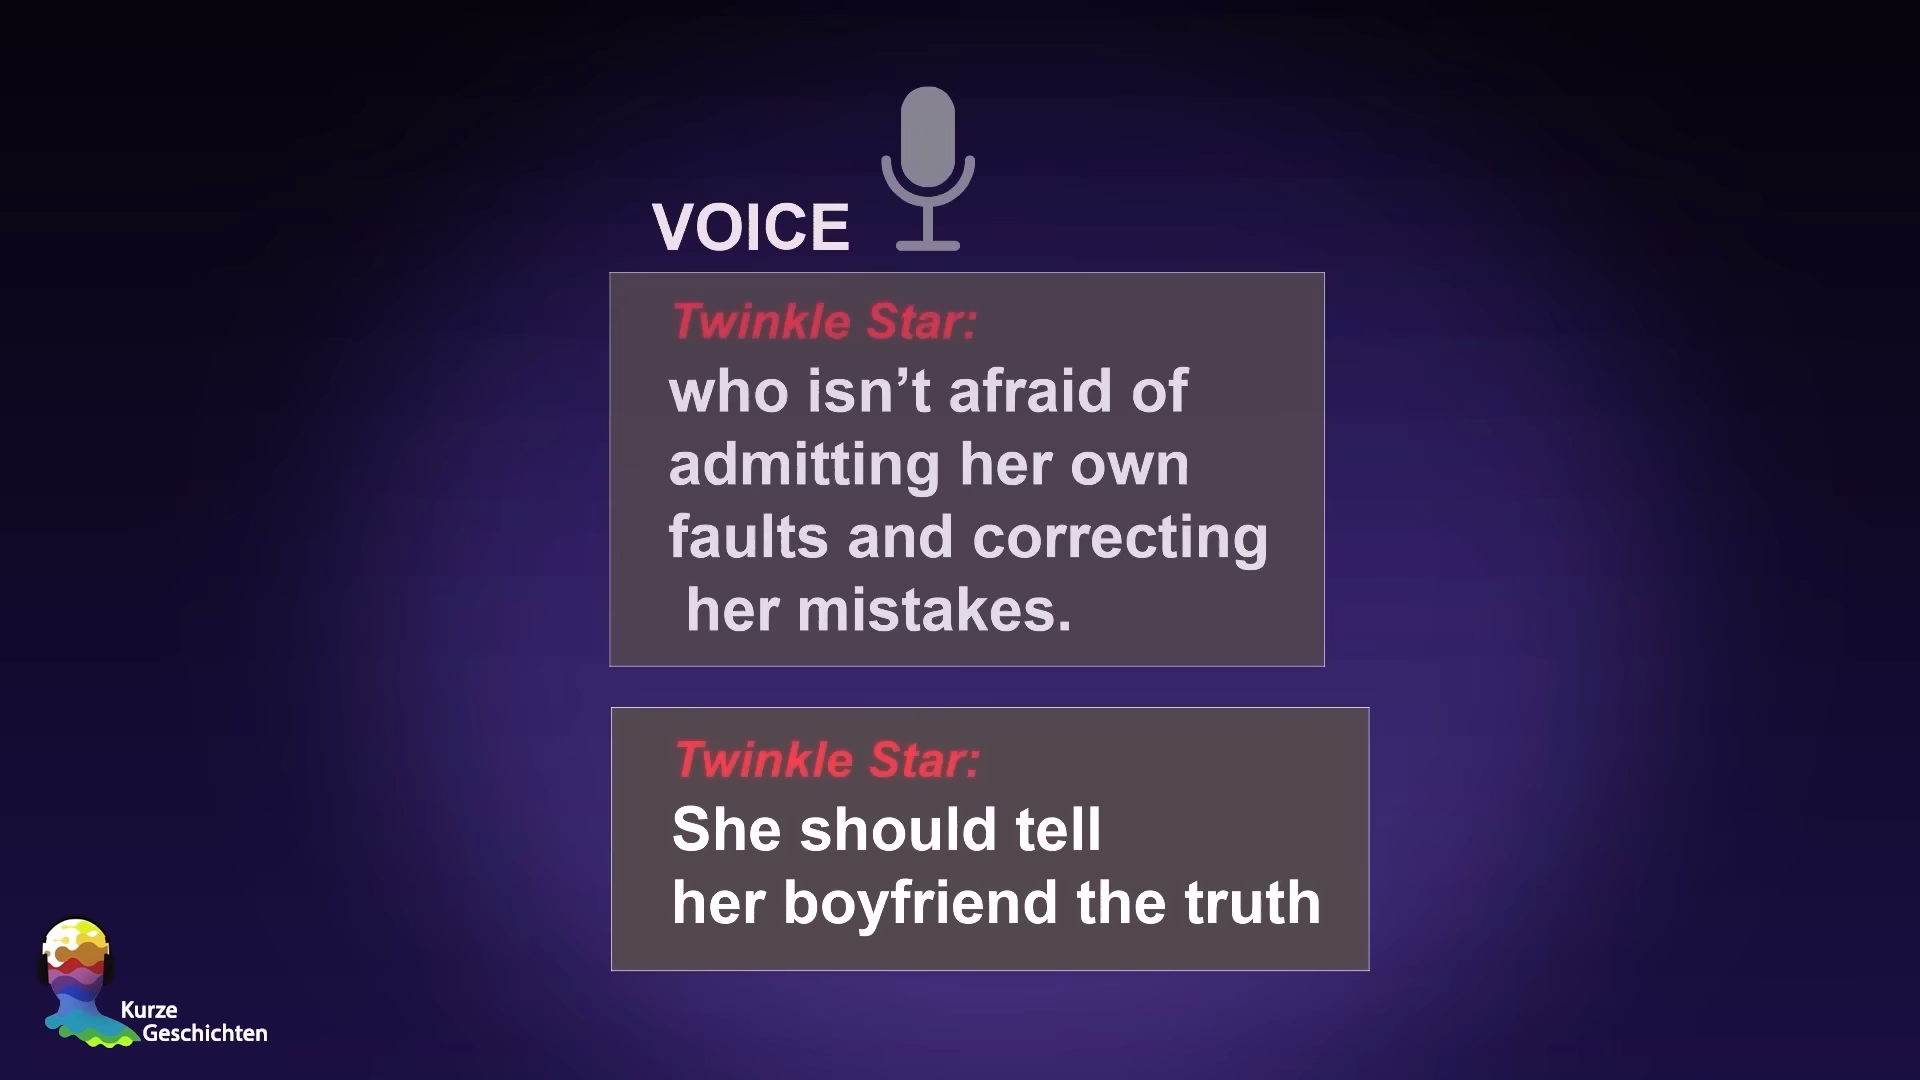 VOICE
Twinkle Star:
who isn’t afraid of
admitting her own
faults and correcting
her mistakes.
Twinkle Star:
She should tell
her boyfriend the truth
Kurze
Geschichten